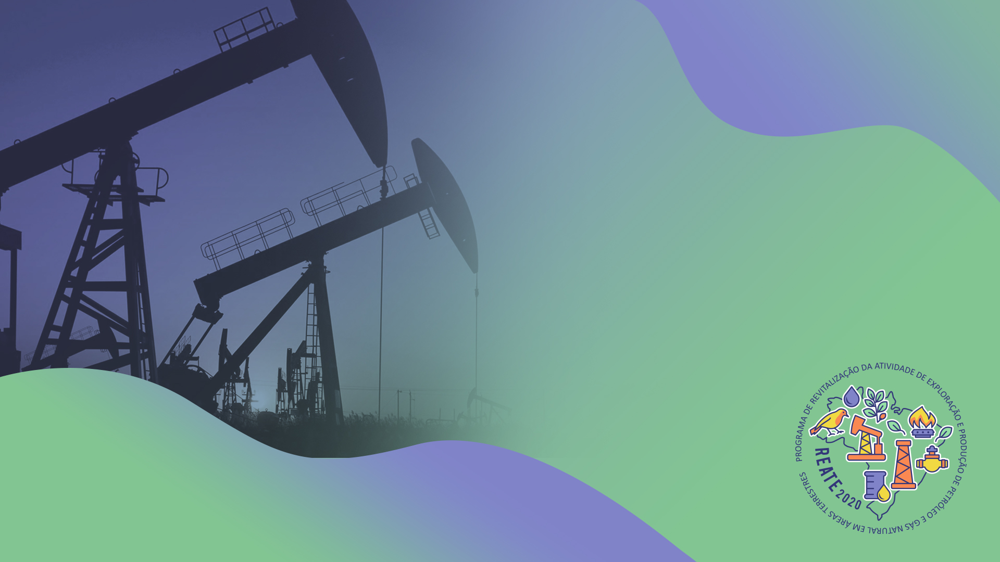 PROGRAMA DE REVITALIZAÇÃO DA ATIVIDADE DE EXPLORAÇÃO E PRODUÇÃO DE PETRÓLEO E GÁS NATURAL EM ÁREAS TERRESTRES
REATE2020